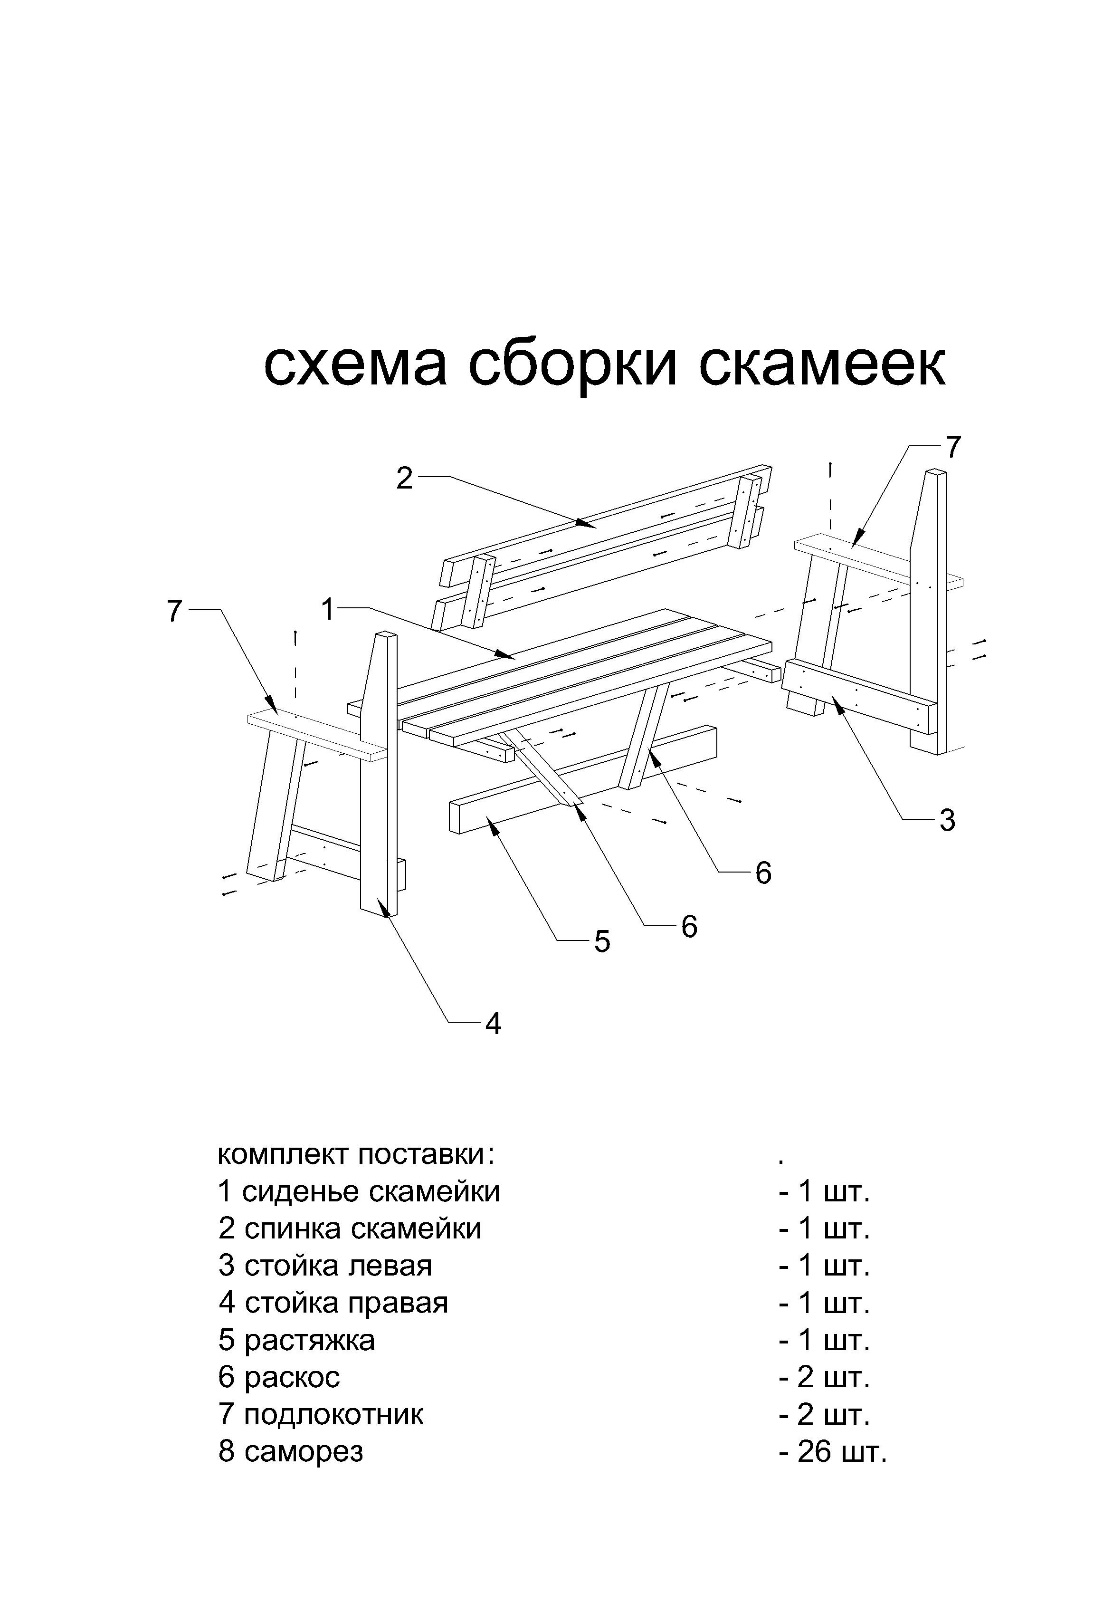 схема сборки скамеек
7
2
7
1
3
6
6
5
4
комплект поставки: .
1 сиденье скамейки - 1 шт.
2 спинка скамейки - 1 шт.
3 стойка левая - 1 шт.
4 стойка правая - 1 шт.
5 растяжка - 1 шт.
6 раскос - 2 шт.
7 подлокотник - 2 шт.
8 саморез - 26 шт.